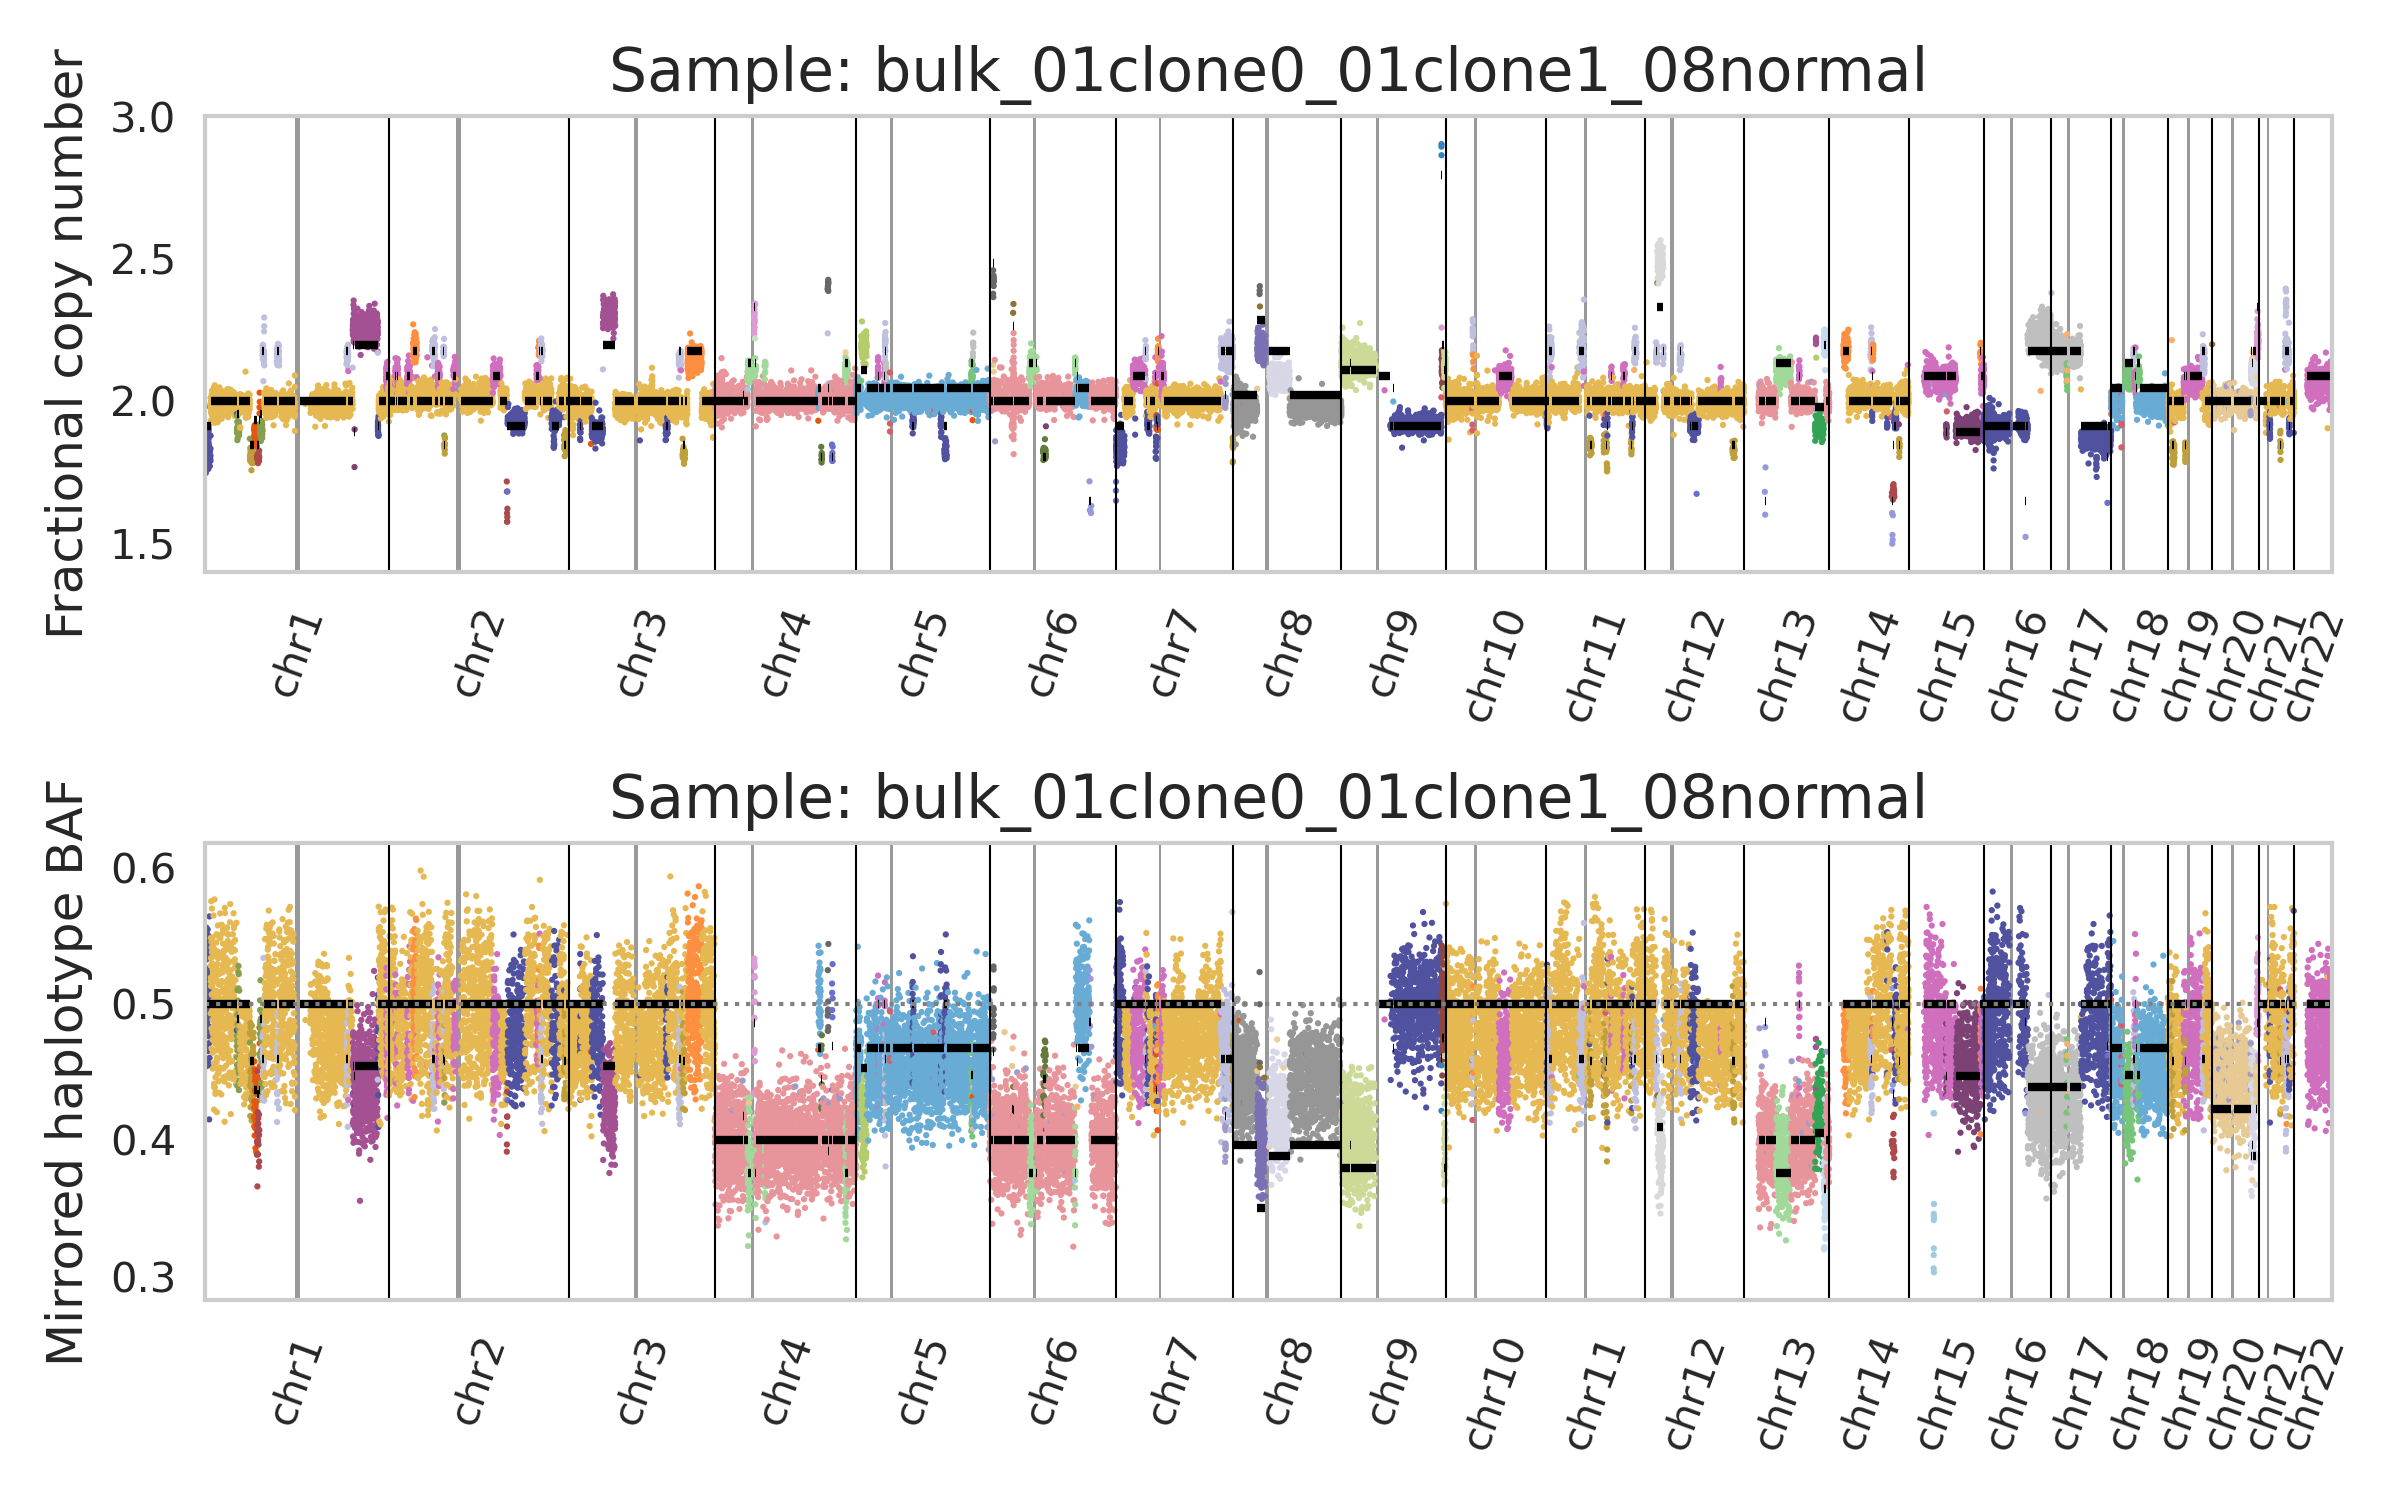 Sample: bulk_01clone0_01clone1_08normal
Fractional copy number
3.0
2.5
2.0
1.5
chr1 chr2 chr3 chr4 chr5 chr6 chr7 chr8 chr9 chr10 chr11 chr12 chr13 chr14 chr15 chr16 chr17 chr18 chr19 chr20 chr21 chr22
Sample: bulk_01clone0_01clone1_08normal
Mirrored haplotype BAF
0.6
0.5
0.4
0.3
chr1 chr2 chr3 chr4 chr5 chr6 chr7 chr8 chr9 chr10 chr11 chr12 chr13 chr14 chr15 chr16 chr17 chr18 chr19 chr20 chr21 chr22